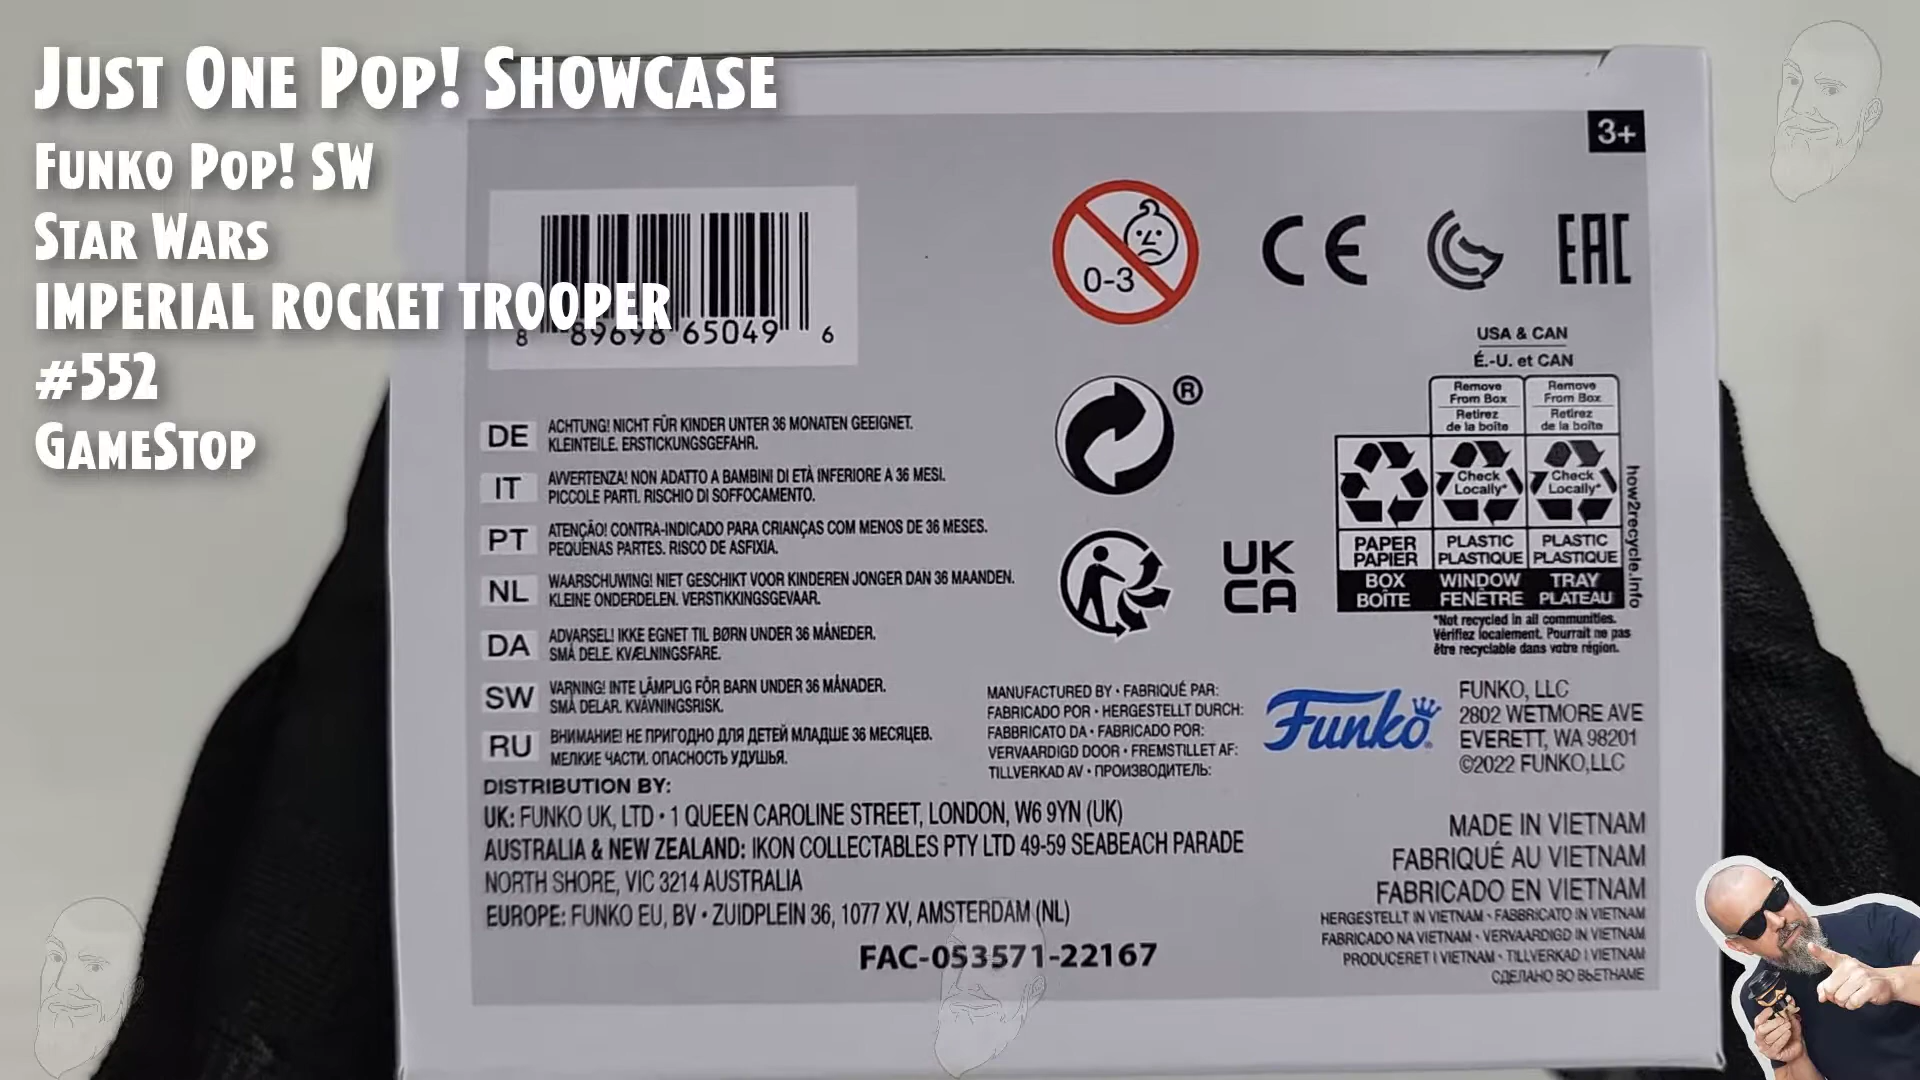 Just One Pop! Showcase
Funko Pop! SW
Star Wars
IMPERIAL ROCKET TROOPER
#552
GameStop
3+
8 89698 65049 6
0-3
CE
EAC
USA & CAN
É.-U. et CAN
Remove From Box
Retirez de la boîte
Remove From Box
Retirez de la boîte
Check Locally*
Check Locally*
PAPER PAPIER
PLASTIC PLASTIQUE
PLASTIC PLASTIQUE
BOX BOÎTE
WINDOW FENÊTRE
TRAY PLATEAU
how2recycle.info
*Not recycled in all communities.
Vérifiez localement. Pourrait ne pas
être recyclable dans votre région.
®
UK
CA
DE ACHTUNG! NICHT FÜR KINDER UNTER 36 MONATEN GEEIGNET.
KLEINTEILE. ERSTICKUNGSGEFAHR.
IT AVVERTENZA! NON ADATTO A BAMBINI DI ETÀ INFERIORE A 36 MESI.
PICCOLE PARTI. RISCHIO DI SOFFOCAMENTO.
PT ATENÇÃO! CONTRA-INDICADO PARA CRIANÇAS COM MENOS DE 36 MESES.
PEQUENAS PARTES. RISCO DE ASFIXIA.
NL WAARSCHUWING! NIET GESCHIKT VOOR KINDEREN JONGER DAN 36 MAANDEN.
KLEINE ONDERDELEN. VERSTIKKINGSGEVAAR.
DA ADVARSEL! IKKE EGNET TIL BØRN UNDER 36 MÅNEDER.
SMÅ DELE. KVÆLNINGSFARE.
SW VARNING! INTE LÄMPLIG FÖR BARN UNDER 36 MÅNADER.
SMÅ DELAR. KVÄVNINGSRISK.
RU ВНИМАНИЕ! НЕ ПРИГОДНО ДЛЯ ДЕТЕЙ МЛАДШЕ 36 МЕСЯЦЕВ.
МЕЛКИЕ ЧАСТИ. ОПАСНОСТЬ УДУШЬЯ.
MANUFACTURED BY • FABRIQUÉ PAR:
FABRICADO POR • HERGESTELLT DURCH:
FABBRICATO DA • FABRICADO POR:
VERVAARDIGD DOOR • FREMSTILLET AF:
TILLVERKAD AV • ПРОИЗВОДИТЕЛЬ:
Funko
FUNKO, LLC
2802 WETMORE AVE
EVERETT, WA 98201
©2022 FUNKO,LLC
DISTRIBUTION BY:
UK: FUNKO UK, LTD • 1 QUEEN CAROLINE STREET, LONDON, W6 9YN (UK)
AUSTRALIA & NEW ZEALAND: IKON COLLECTABLES PTY LTD 49-59 SEABEACH PARADE
NORTH SHORE, VIC 3214 AUSTRALIA
EUROPE: FUNKO EU, BV • ZUIDPLEIN 36, 1077 XV, AMSTERDAM (NL)
FAC-053571-22167
MADE IN VIETNAM
FABRIQUÉ AU VIETNAM
FABRICADO EN VIETNAM
HERGESTELLT IN VIETNAM • FABBRICATO IN VIETNAM
FABRICADO NA VIETNAM • VERVAARDIGD IN VIETNAM
PRODUCERET I VIETNAM • TILLVERKAD I VIETNAM
СДЕЛАНО ВО ВЬЕТНАМЕ